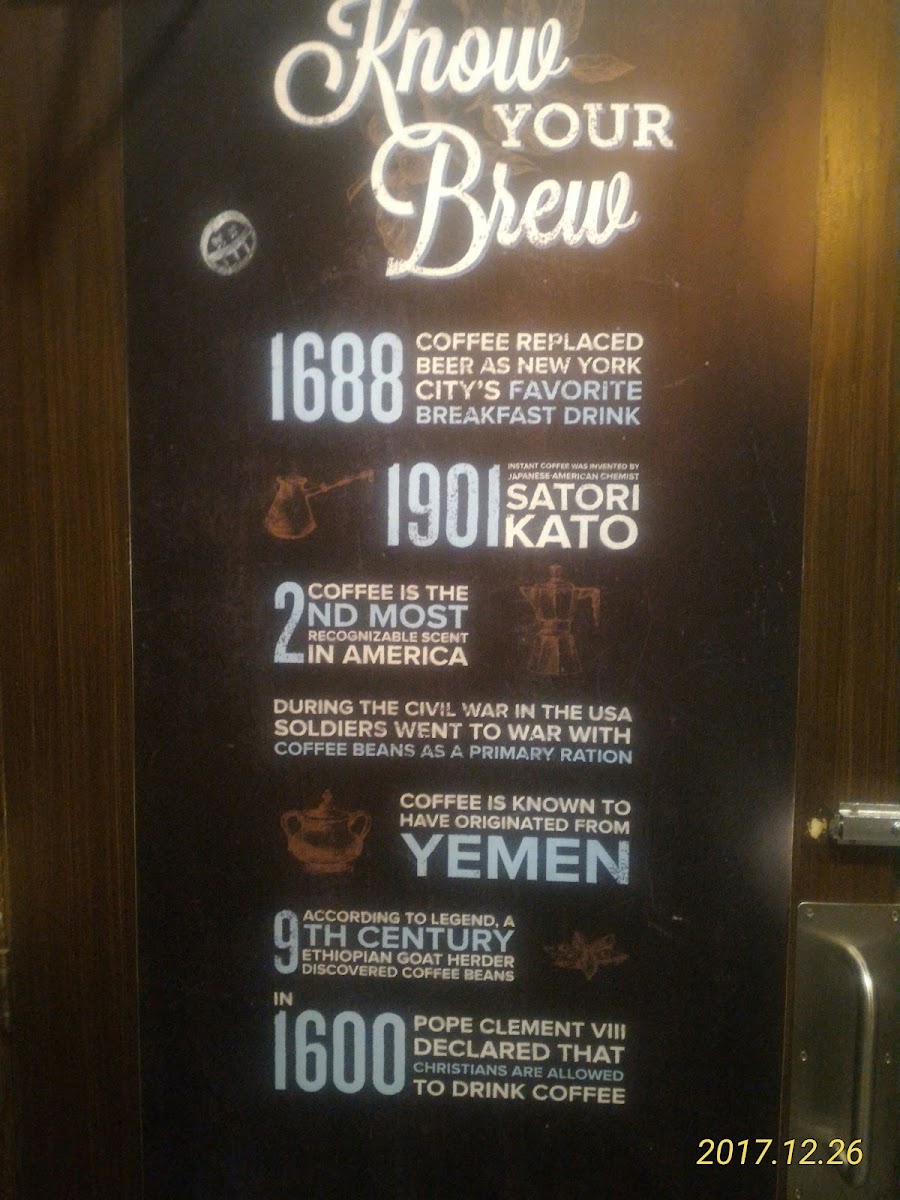 Know
YOUR
Brew
1688 COFFEE REPLACED
BEER AS NEW YORK
CITY'S FAVORITE
BREAKFAST DRINK
1901 INSTANT COFFEE WAS INVENTED BY
JAPANESE-AMERICAN CHEMIST
SATORI
KATO
COFFEE IS THE
2ND MOST
RECOGNIZABLE SCENT
IN AMERICA
DURING THE CIVIL WAR IN THE USA
SOLDIERS WENT TO WAR WITH
COFFEE BEANS AS A PRIMARY RATION
COFFEE IS KNOWN TO
HAVE ORIGINATED FROM
YEMEN
ACCORDING TO LEGEND, A
9TH CENTURY
ETHIOPIAN GOAT HERDER
DISCOVERED COFFEE BEANS
IN
1600 POPE CLEMENT VIII
DECLARED THAT
CHRISTIANS ARE ALLOWED
TO DRINK COFFEE
2017.12.26